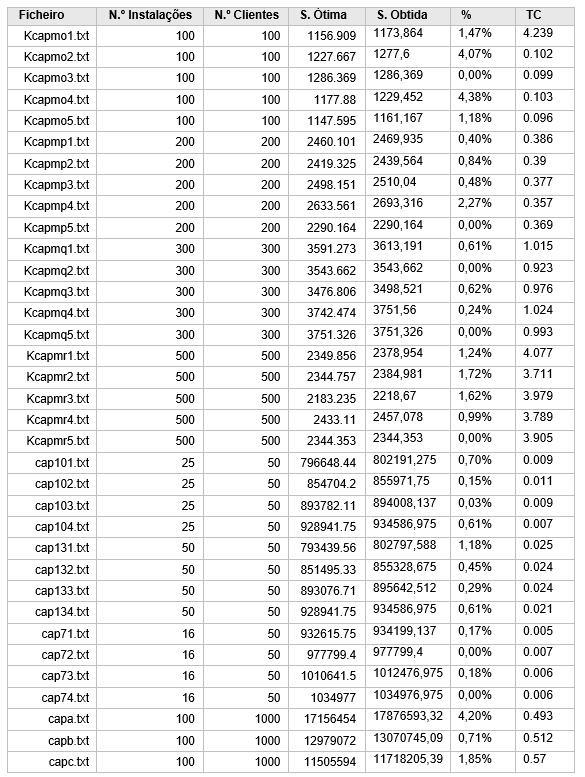 Ficheiro N.º Instalações N.º Clientes S. Ótima S. Obtida % TC
Kcapmo1.txt 100 100 1156.909 1173,864 1,47% 4.239
Kcapmo2.txt 100 100 1227.667 1277,6 4,07% 0.102
Kcapmo3.txt 100 100 1286.369 1286,369 0,00% 0.099
Kcapmo4.txt 100 100 1177.88 1229,452 4,38% 0.103
Kcapmo5.txt 100 100 1147.595 1161,167 1,18% 0.096
Kcapmp1.txt 200 200 2460.101 2469,935 0,40% 0.386
Kcapmp2.txt 200 200 2419.325 2439,564 0,84% 0.39
Kcapmp3.txt 200 200 2498.151 2510,04 0,48% 0.377
Kcapmp4.txt 200 200 2633.561 2693,316 2,27% 0.357
Kcapmp5.txt 200 200 2290.164 2290,164 0,00% 0.369
Kcapmq1.txt 300 300 3591.273 3613,191 0,61% 1.015
Kcapmq2.txt 300 300 3543.662 3543,662 0,00% 0.923
Kcapmq3.txt 300 300 3476.806 3498,521 0,62% 0.976
Kcapmq4.txt 300 300 3742.474 3751,56 0,24% 1.024
Kcapmq5.txt 300 300 3751.326 3751,326 0,00% 0.993
Kcapmr1.txt 500 500 2349.856 2378,954 1,24% 4.077
Kcapmr2.txt 500 500 2344.757 2384,981 1,72% 3.711
Kcapmr3.txt 500 500 2183.235 2218,67 1,62% 3.979
Kcapmr4.txt 500 500 2433.11 2457,078 0,99% 3.789
Kcapmr5.txt 500 500 2344.353 2344,353 0,00% 3.905
cap101.txt 25 50 796648.44 802191,275 0,70% 0.009
cap102.txt 25 50 854704.2 855971,75 0,15% 0.011
cap103.txt 25 50 893782.11 894008,137 0,03% 0.009
cap104.txt 25 50 928941.75 934586,975 0,61% 0.007
cap131.txt 50 50 793439.56 802797,588 1,18% 0.025
cap132.txt 50 50 851495.33 855328,675 0,45% 0.024
cap133.txt 50 50 893076.71 895642,512 0,29% 0.024
cap134.txt 50 50 928941.75 934586,975 0,61% 0.021
cap71.txt 16 50 932615.75 934199,137 0,17% 0.005
cap72.txt 16 50 977799.4 977799,4 0,00% 0.007
cap73.txt 16 50 1010641.5 1012476,975 0,18% 0.006
cap74.txt 16 50 1034977 1034976,975 0,00% 0.006
capa.txt 100 1000 17156454 17876593,32 4,20% 0.493
capb.txt 100 1000 12979072 13070745,09 0,71% 0.512
capc.txt 100 1000 11505594 11718205,39 1,85% 0.57